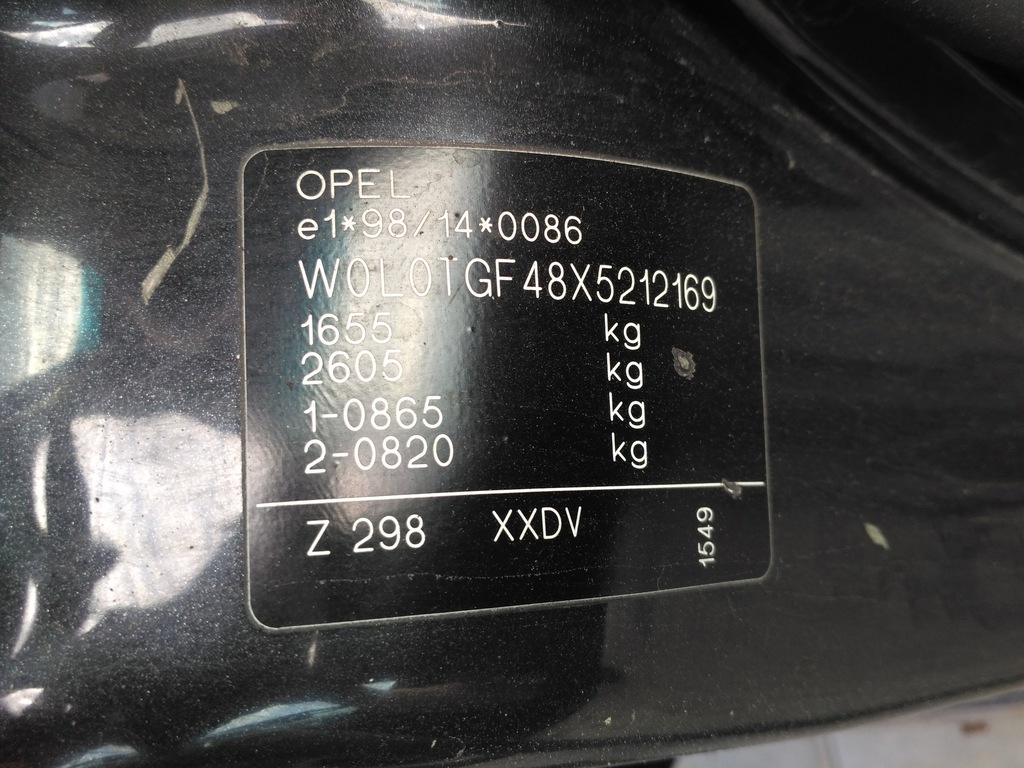 OPEL
e1*98/14*0086
W0L0TGF48X5212169
1655 kg
2605 kg
1-0865 kg
2-0820 kg
Z 298 XXDV
1549